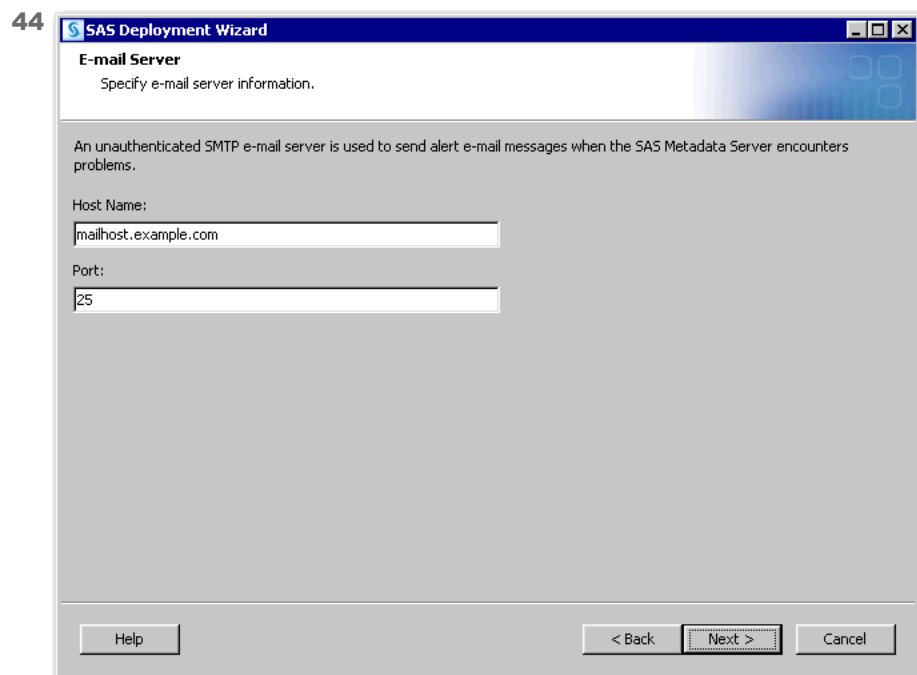 44
SAS Deployment Wizard
E-mail Server
Specify e-mail server information.
An unauthenticated SMTP e-mail server is used to send alert e-mail messages when the SAS Metadata Server encounters
problems.
Host Name:
mailhost.example.com
Port:
25
Help
< Back
Next >
Cancel